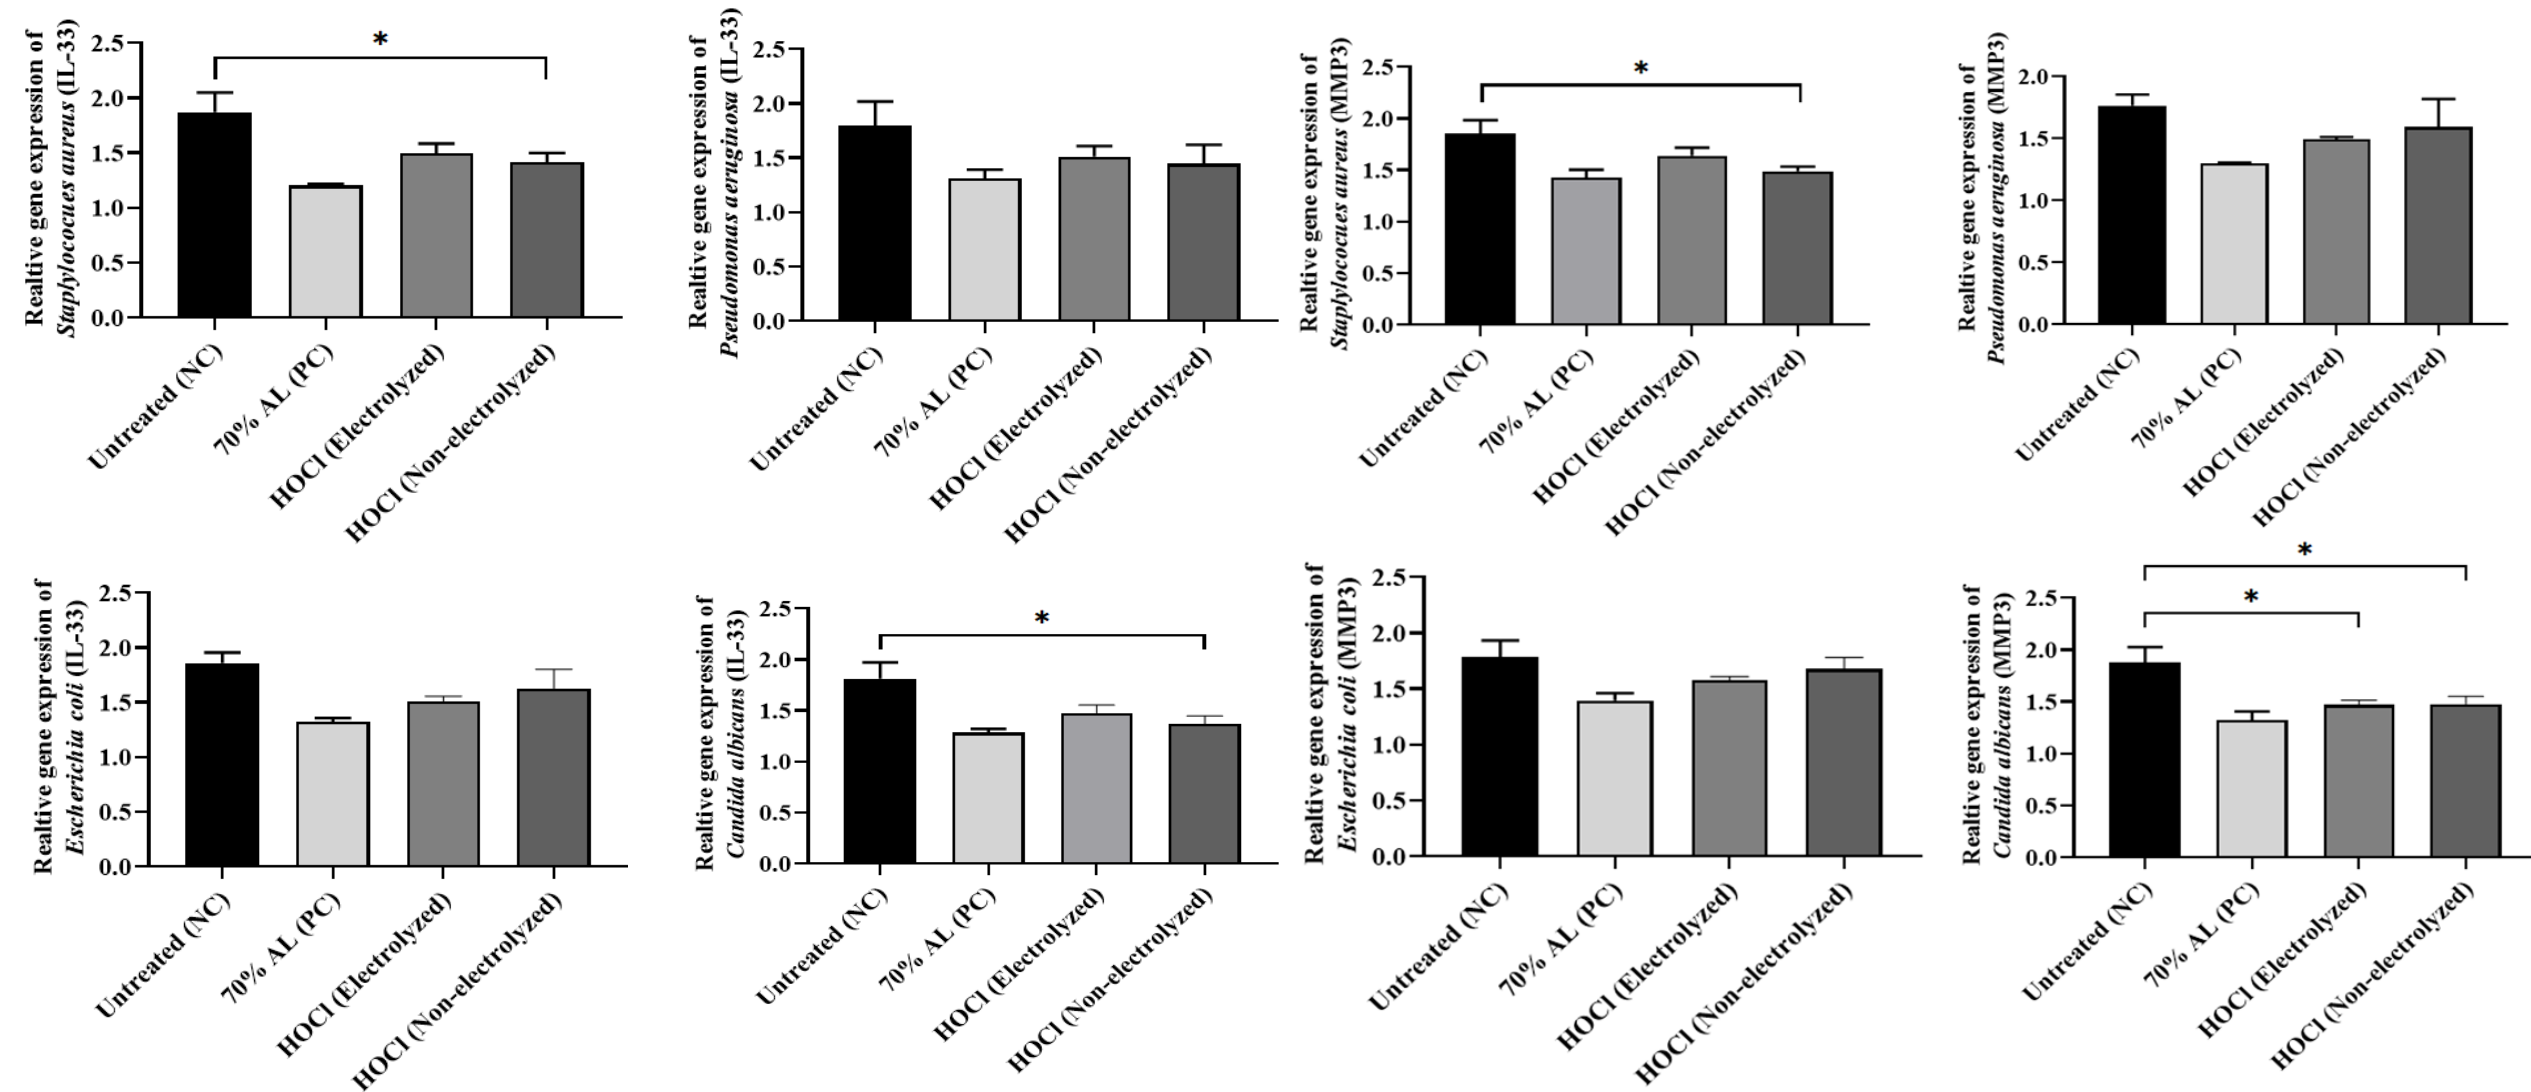 Realtive gene expression of
Staplylococues aureus (IL-33)
2.5
2.0
1.5
1.0
0.5
0.0
*
Untreated (NC)
70% AL (PC)
HOCl (Electrolyzed)
HOCl (Non-electrolyzed)
Realtive gene expression of
Pseudomonas aeruginosa (IL-33)
2.5
2.0
1.5
1.0
0.5
0.0
Untreated (NC)
70% AL (PC)
HOCl (Electrolyzed)
HOCl (Non-electrolyzed)
Realtive gene expression of
Staplylococues aureus (MMP3)
2.5
2.0
1.5
1.0
0.5
0.0
*
Untreated (NC)
70% AL (PC)
HOCl (Electrolyzed)
HOCl (Non-electrolyzed)
Realtive gene expression of
Pseudomonas aeruginosa (MMP3)
2.0
1.5
1.0
0.5
0.0
Untreated (NC)
70% AL (PC)
HOCl (Electrolyzed)
HOCl (Non-electrolyzed)
Realtive gene expression of
Escherichia coli (IL-33)
2.5
2.0
1.5
1.0
0.5
0.0
Untreated (NC)
70% AL (PC)
HOCl (Electrolyzed)
HOCl (Non-electrolyzed)
Realtive gene expression of
Candida albicans (IL-33)
2.5
2.0
1.5
1.0
0.5
0.0
*
Untreated (NC)
70% AL (PC)
HOCl (Electrolyzed)
HOCl (Non-electrolyzed)
Realtive gene expression of
Escherichia coli (MMP3)
2.5
2.0
1.5
1.0
0.5
0.0
Untreated (NC)
70% AL (PC)
HOCl (Electrolyzed)
HOCl (Non-electrolyzed)
Realtive gene expression of
Candida albicans (MMP3)
2.5
2.0
1.5
1.0
0.5
0.0
*
*
Untreated (NC)
70% AL (PC)
HOCl (Electrolyzed)
HOCl (Non-electrolyzed)